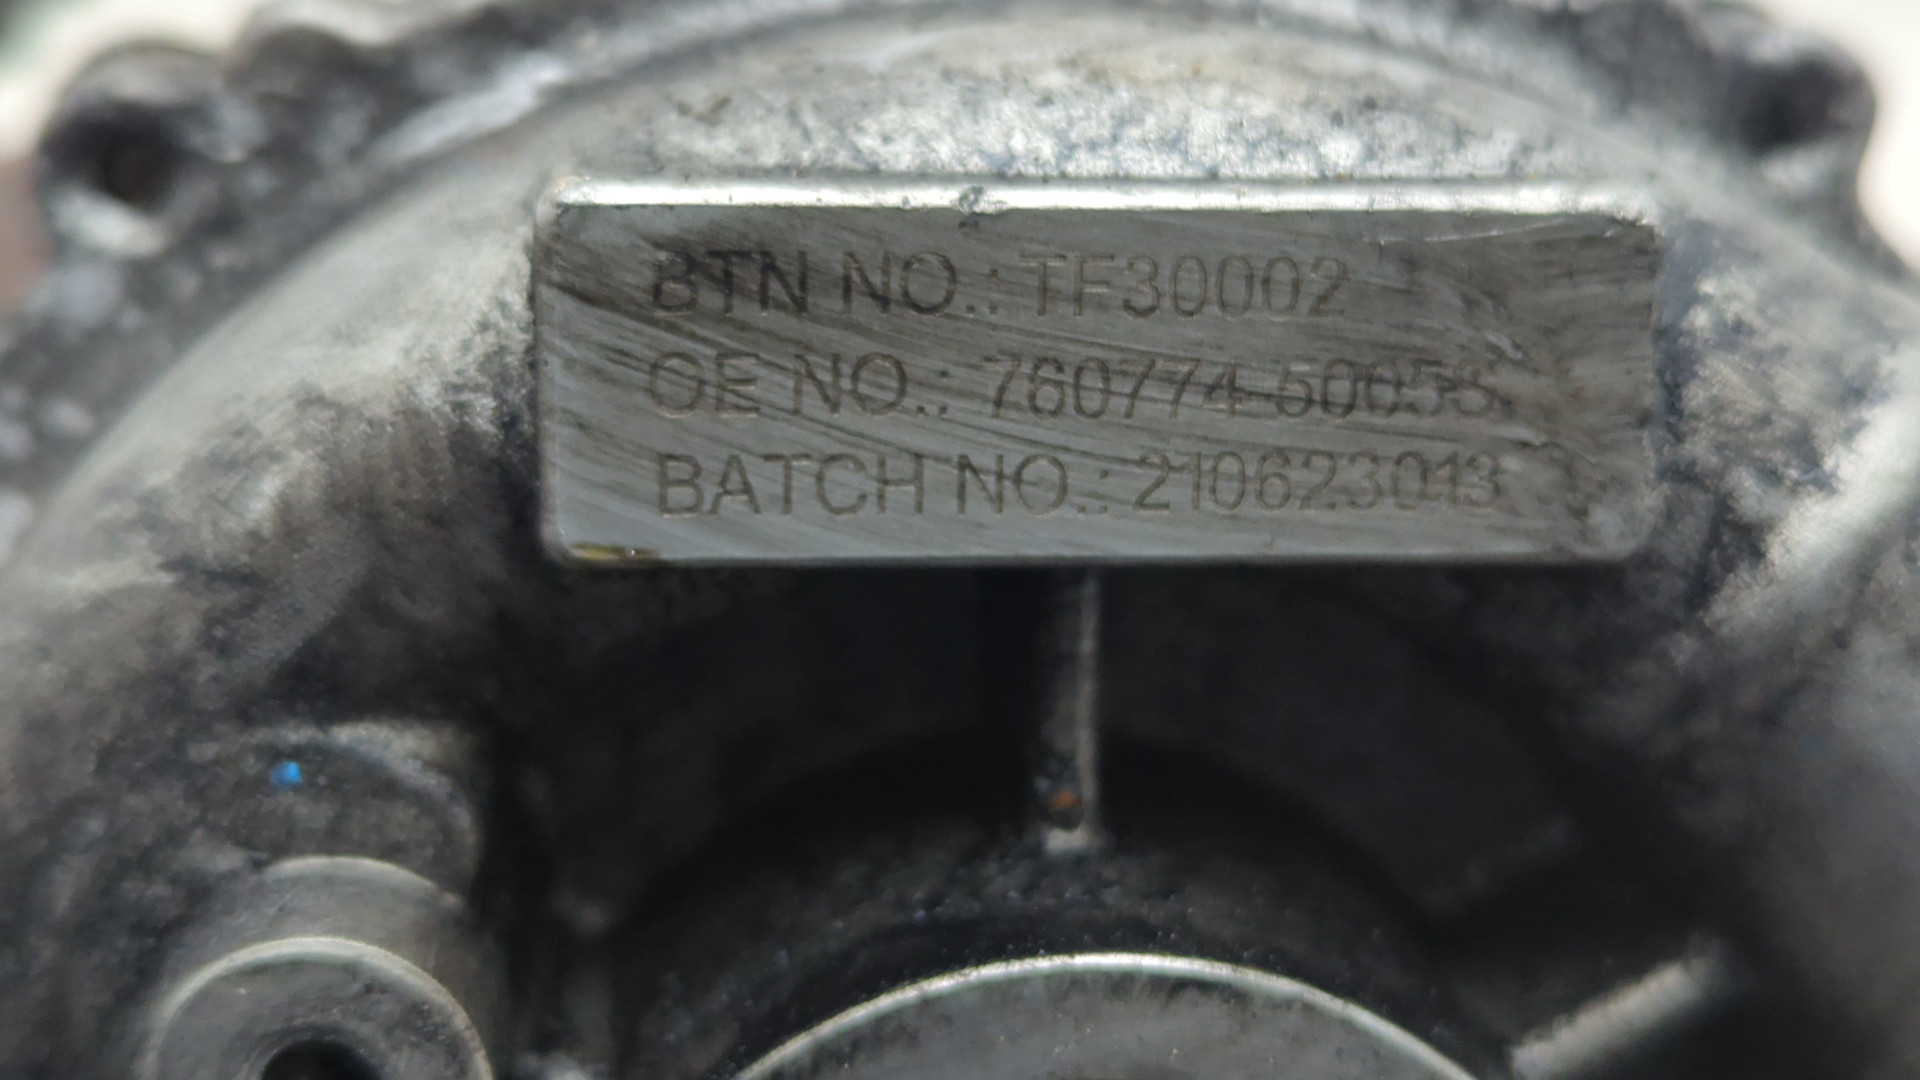 BTN NO.: TF30002
OE NO.: 760774-5005S
BATCH NO.: 210623013